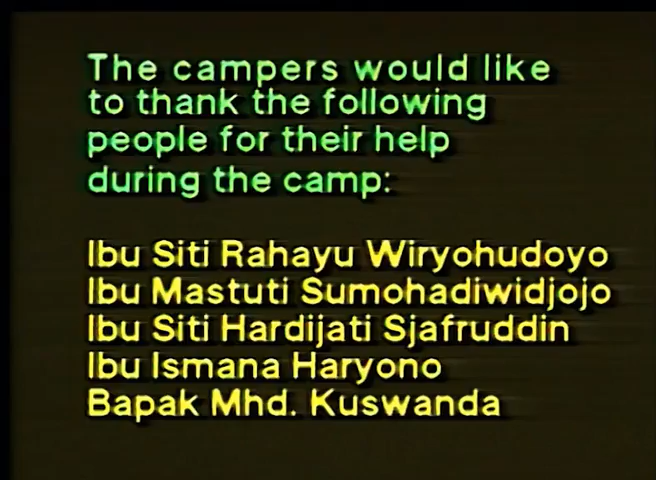 The campers would like
to thank the following
people for their help
during the camp:
Ibu Siti Rahayu Wiryohudoyo
Ibu Mastuti Sumohadiwidjojo
Ibu Siti Hardijati Sjafruddin
Ibu Ismana Haryono
Bapak Mhd. Kuswanda